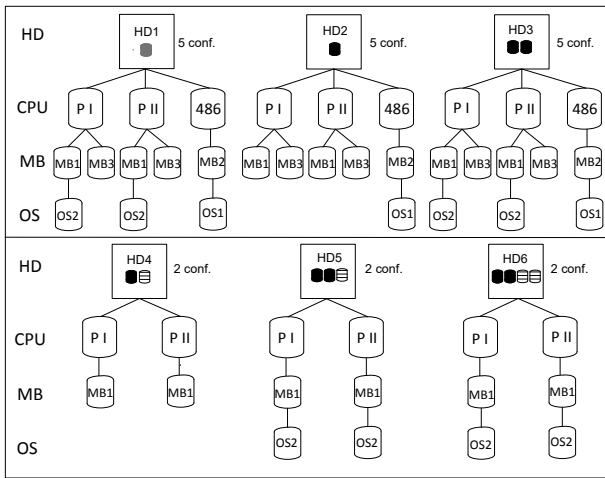 HD HD1 5 conf. HD2 5 conf. HD3 5 conf.
CPU P I P II 486 P I P II 486 P I P II 486
MB MB1 MB3 MB1 MB3 MB2 MB1 MB3 MB1 MB3 MB2 MB1 MB3 MB1 MB3 MB2
OS OS2 OS2 OS1 OS1 OS2 OS2 OS1
HD HD4 2 conf. HD5 2 conf. HD6 2 conf.
CPU P I P II P I P II P I P II
MB MB1 MB1 MB1 MB1 MB1 MB1
OS OS2 OS2 OS2 OS2